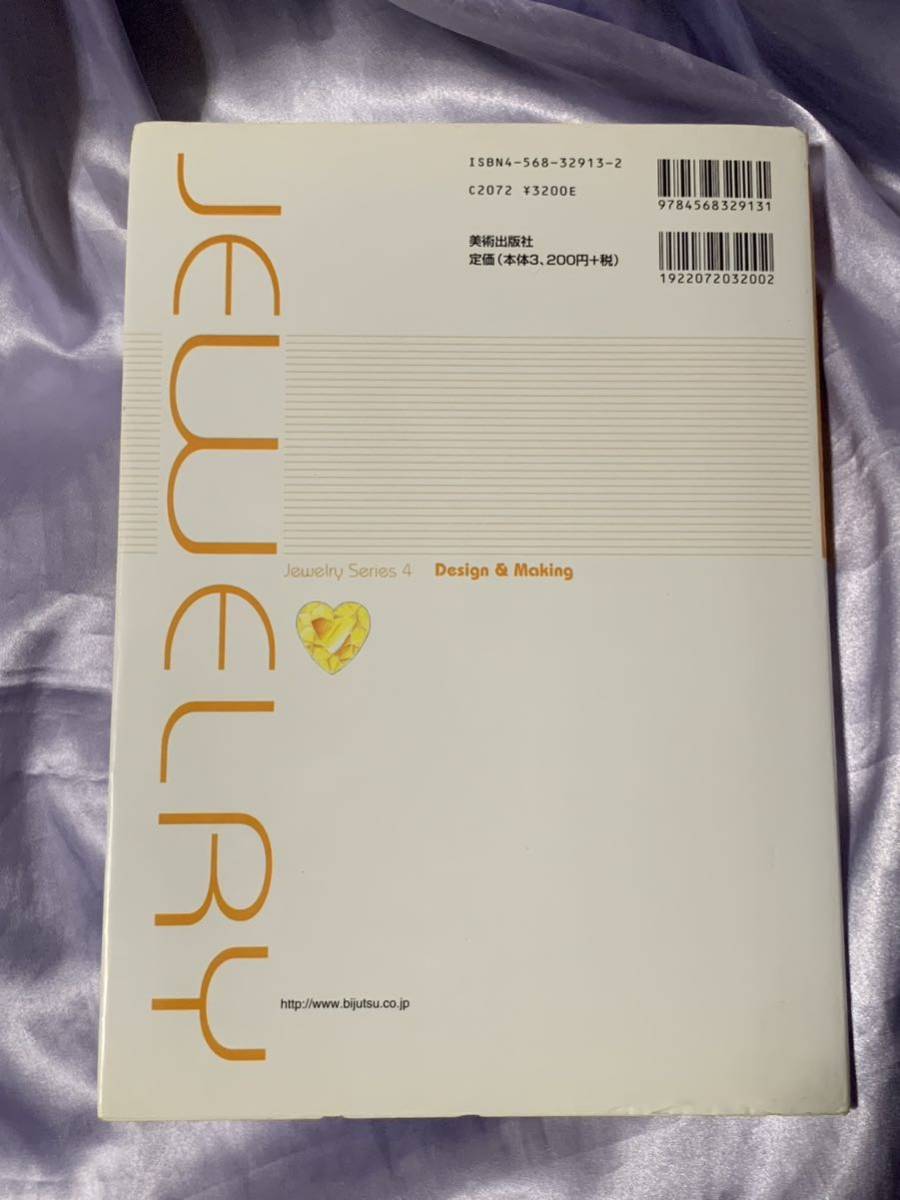 ISBN4-568-32913-2
C2072 ¥3200E
9784568329131
美術出版社
定価(本体3、200円+税)
1922072032002
JEWELRY
Jewelry Series 4 Design & Making
http://www.bijutsu.co.jp